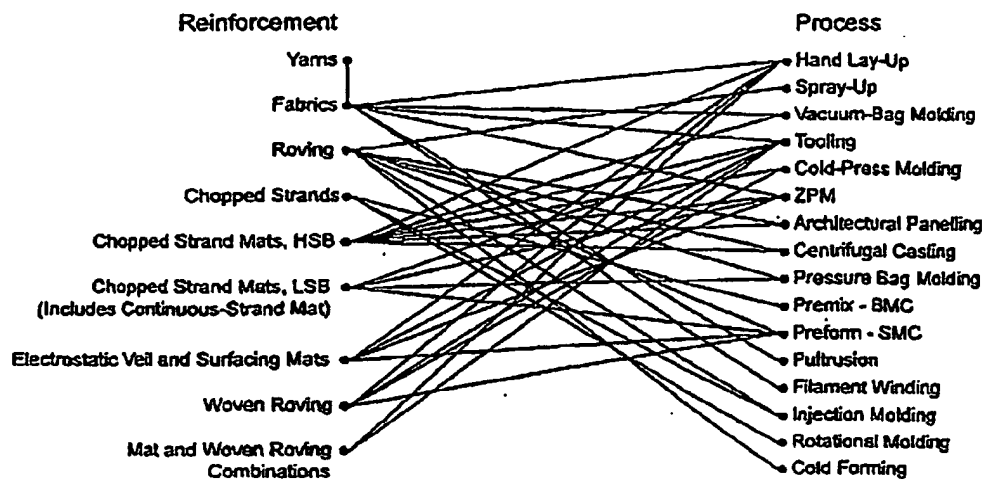 Reinforcement
Yarns
Fabrics
Roving
Chopped Strands
Chopped Strand Mats, HSB
Chopped Strand Mats, LSB
(Includes Continuous-Strand Mat)
Electrostatic Veil and Surfacing Mats
Woven Roving
Mat and Woven Roving
Combinations
Process
Hand Lay-Up
Spray-Up
Vacuum-Bag Molding
Tooling
Cold-Press Molding
ZPM
Architectural Panelling
Centrifugal Casting
Pressure Bag Molding
Premix - BMC
Preform - SMC
Pultrusion
Filament Winding
Injection Molding
Rotational Molding
Cold Forming